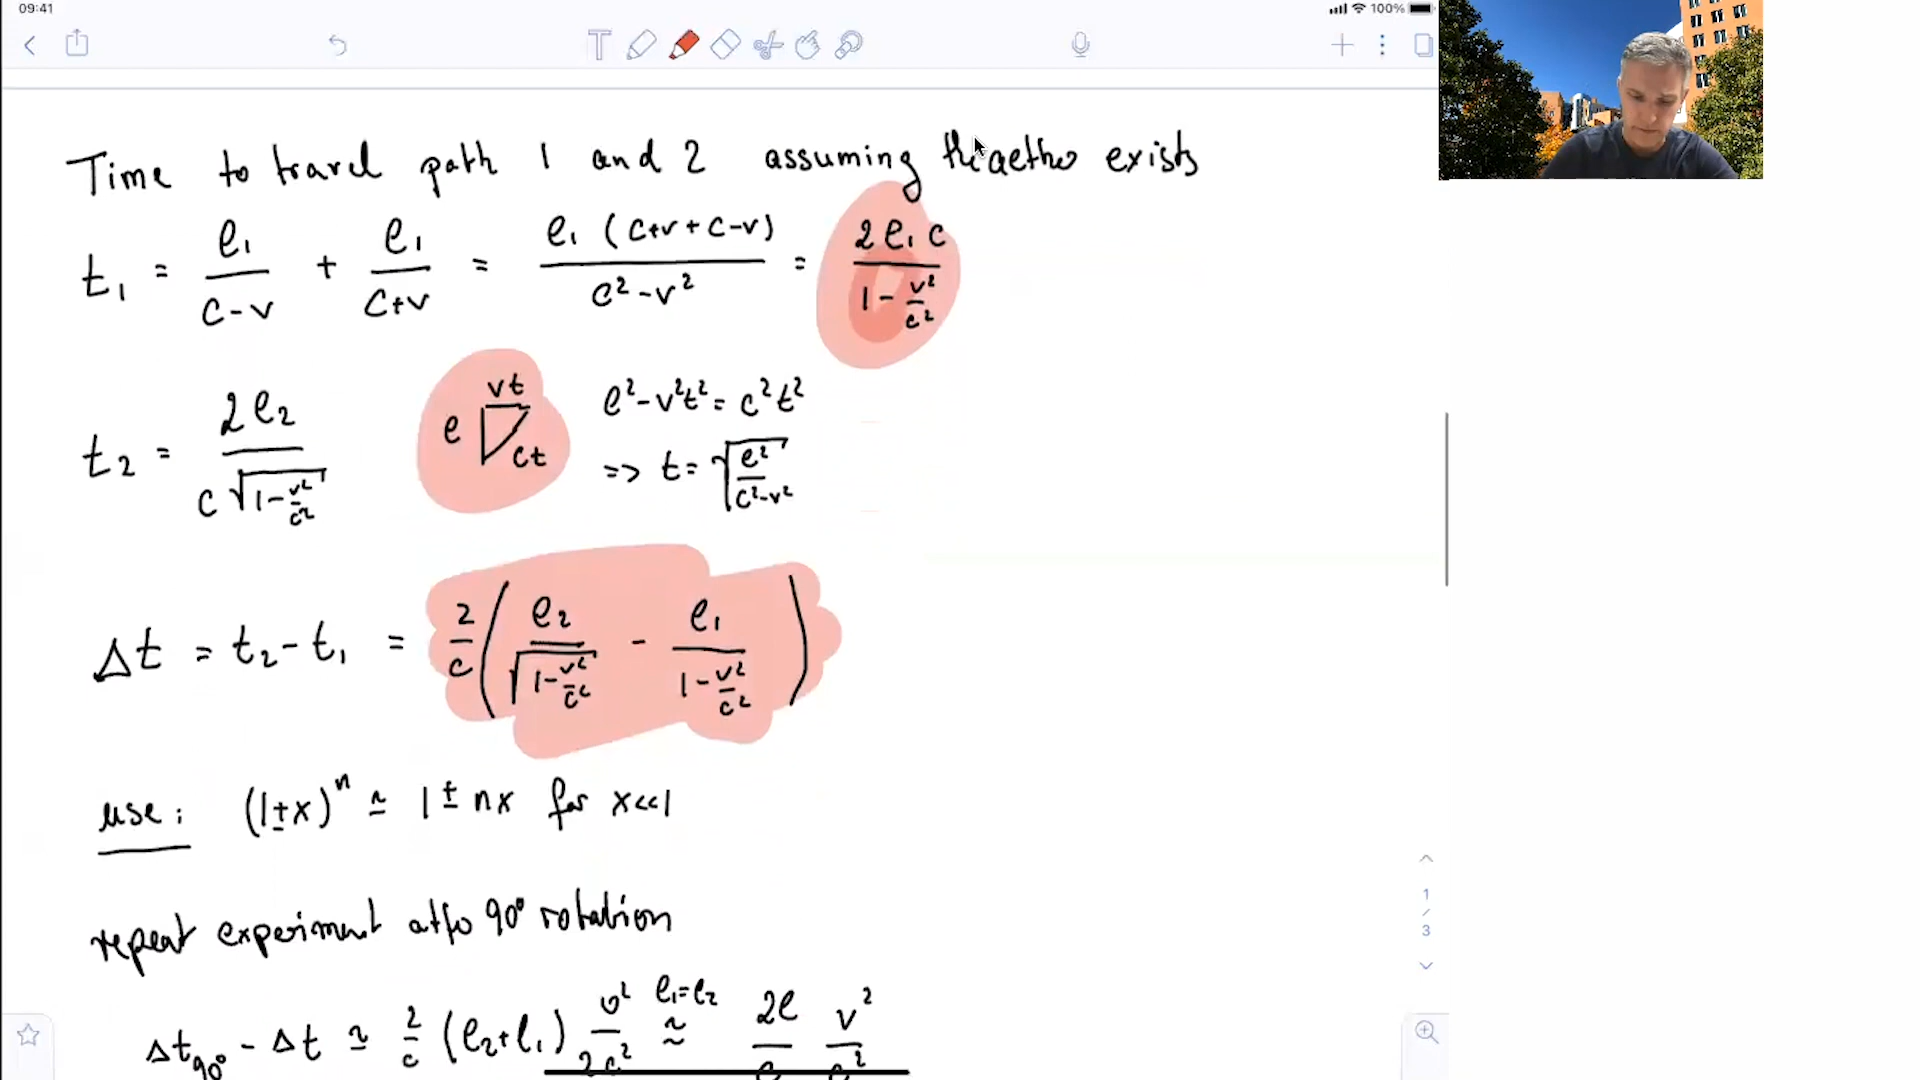 09:41 100%
Time to travel path 1 and 2 assuming the aether exists
t₁ = ℓ₁/(c-v) + ℓ₁/(c+v) = ℓ₁ (c+v+c-v)/(c²-v²) = 2ℓ₁c/(1-v²/c²)
t₂ = 2ℓ₂/(c√(1-v²/c²)) ℓ vt ct ℓ²-v²t² = c²t²
=> t = √(ℓ²/(c²-v²))
Δt = t₂-t₁ = 2/c (ℓ₂/√(1-v²/c²) - ℓ₁/(1-v²/c²))
use: (1±x)ⁿ ≃ 1±nx for x<<1
1/3
repeat experiment after 90° rotation
Δt₉₀° - Δt ≃ 2/c (ℓ₂+ℓ₁) v²/2c² ≈ ℓ₁=ℓ₂ 2ℓ/c v²/c²